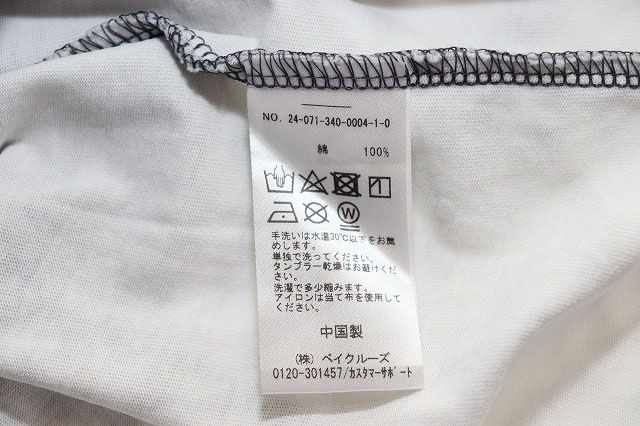 NO. 24-071-340-0004-1-0
綿 100%
W
手洗いは水温30℃以下をお薦
めします。
単独で洗ってください。
タンブラー乾燥はお避けくだ
さい。
洗濯で多少縮みます。
アイロンは当て布を使用して
ください。
中国製
(株) ベイクルーズ
0120-301457/カスタマーサポート